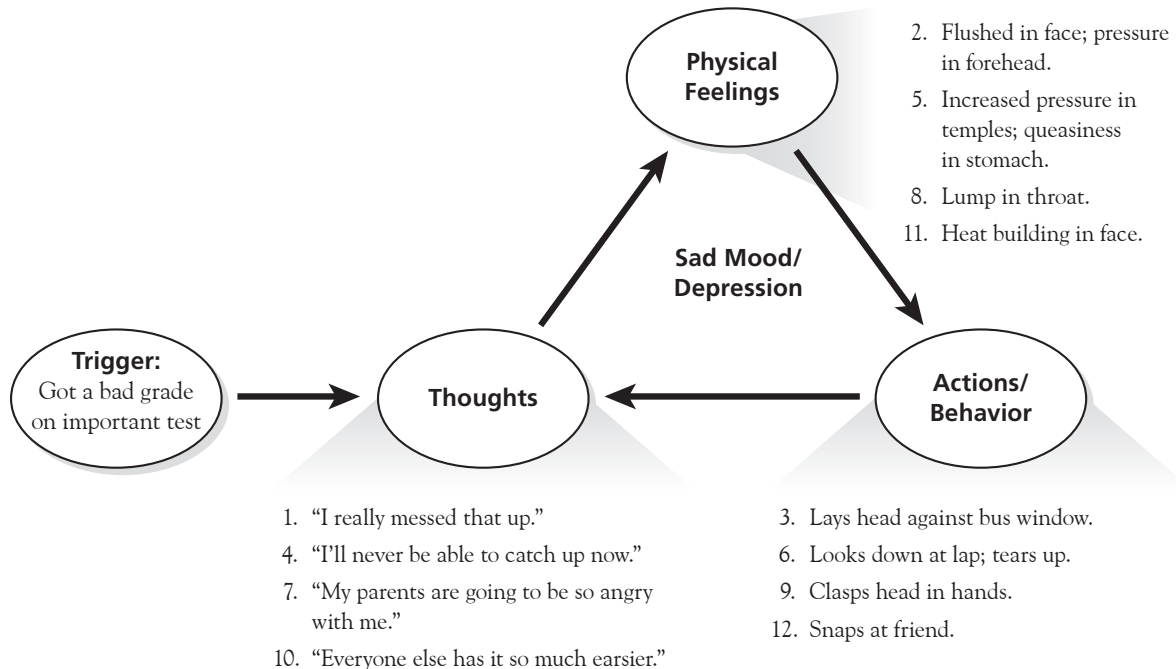 Physical
Feelings
2. Flushed in face; pressure
in forehead.
5. Increased pressure in
temples; queasiness
in stomach.
8. Lump in throat.
11. Heat building in face.
Sad Mood/
Depression
Trigger:
Got a bad grade
on important test
Thoughts
Actions/
Behavior
1. “I really messed that up.”
4. “I’ll never be able to catch up now.”
7. “My parents are going to be so angry
with me.”
10. “Everyone else has it so much earsier.”
3. Lays head against bus window.
6. Looks down at lap; tears up.
9. Clasps head in hands.
12. Snaps at friend.